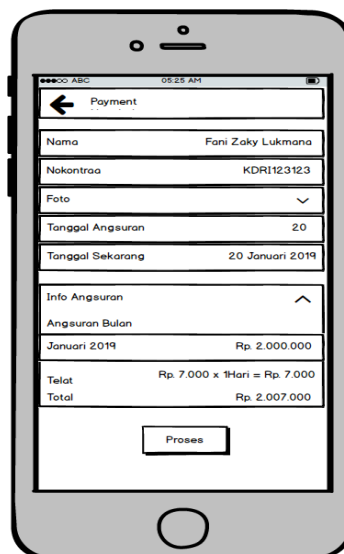 ABC 05:25 AM
Payment
Nama Fani Zaky Lukmana
Nokontraa KDRI123123
Foto
Tanggal Angsuran 20
Tanggal Sekarang 20 Januari 2019
Info Angsuran
Angsuran Bulan
Januari 2019 Rp. 2.000.000
Telat Rp. 7.000 x 1Hari = Rp. 7.000
Total Rp. 2.007.000
Proses